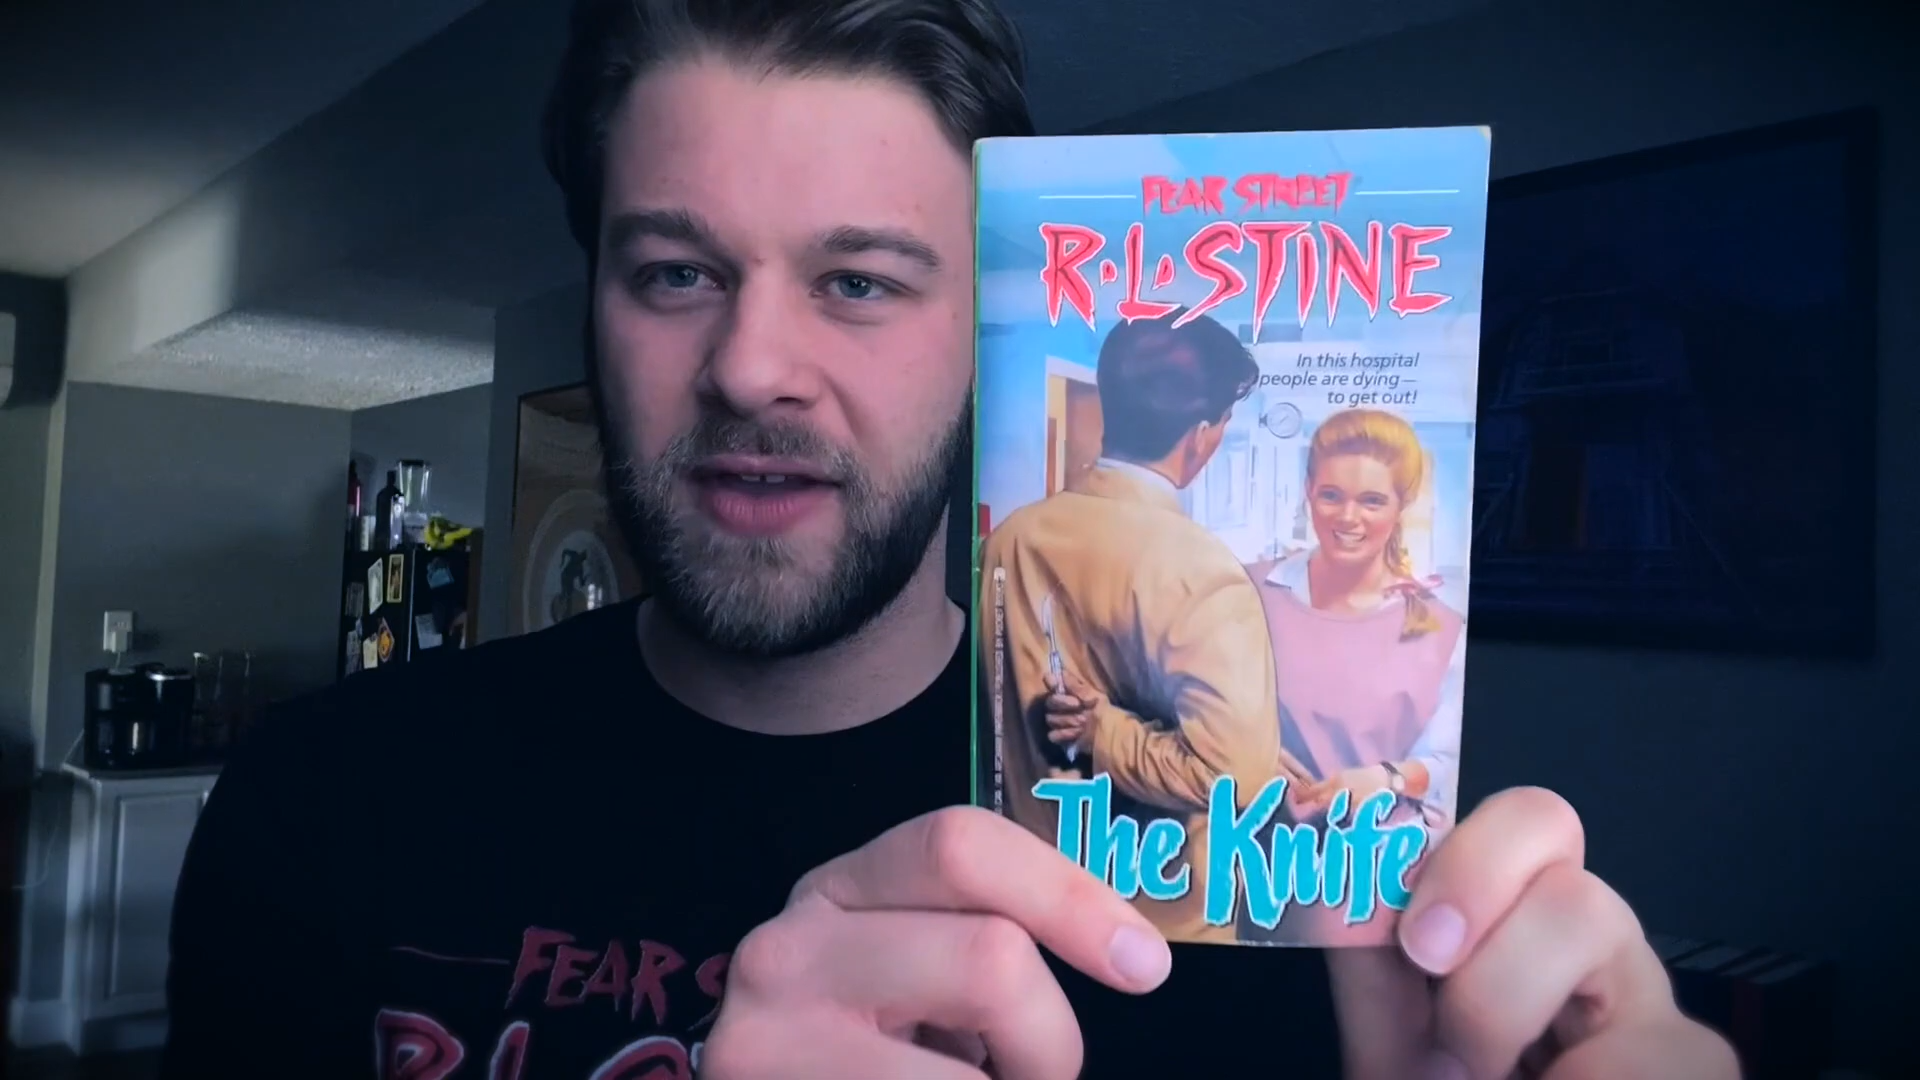 FEAR STREET
R•L•STINE
In this hospital
people are dying—
to get out!
The Knife
FEAR